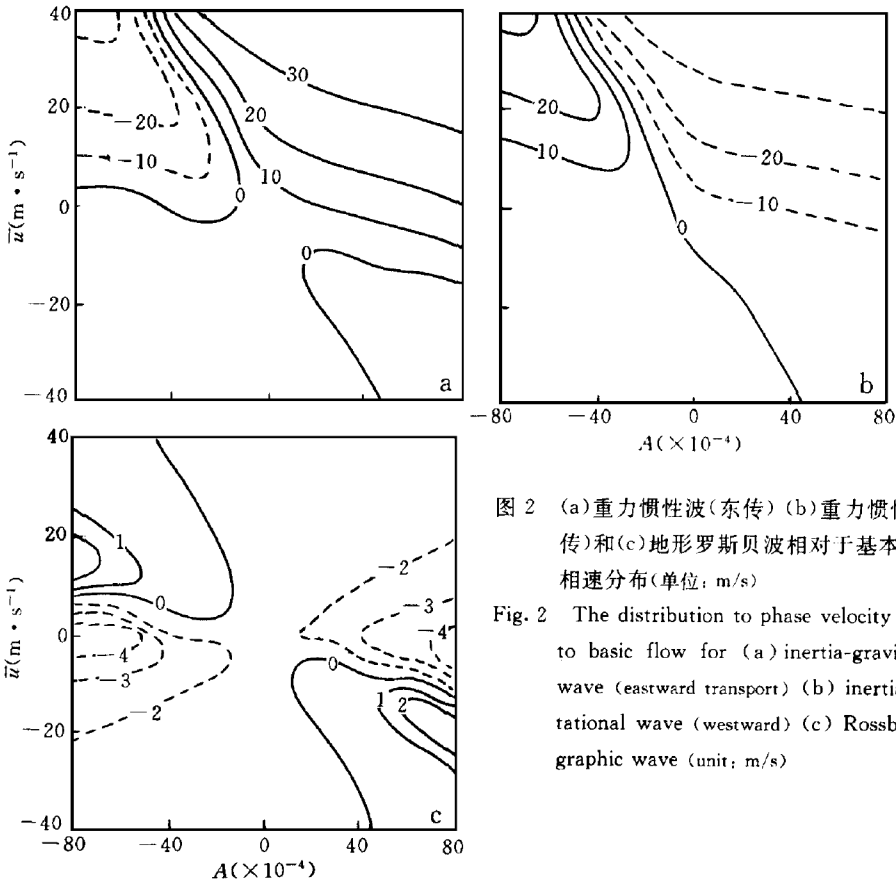 40
20
0
−20
−40
ū(m·s⁻¹)
30
20
10
0
−20
−10
0
a
20
10
0
−20
−10
b
−80
−40
0
40
80
A(×10⁻⁴)
40
20
0
−20
−40
ū(m·s⁻¹)
1
0
−4
−3
−2
−2
−3
−4
0
1
2
c
−80
−40
0
40
80
A(×10⁻⁴)
图 2 (a)重力惯性波(东传) (b)重力惯
传)和(c)地形罗斯贝波相对于基本
相速分布(单位: m/s)
Fig. 2 The distribution to phase velocity
to basic flow for (a) inertia-gravi
wave (eastward transport) (b) inertia
tational wave (westward) (c) Rossb
graphic wave (unit: m/s)